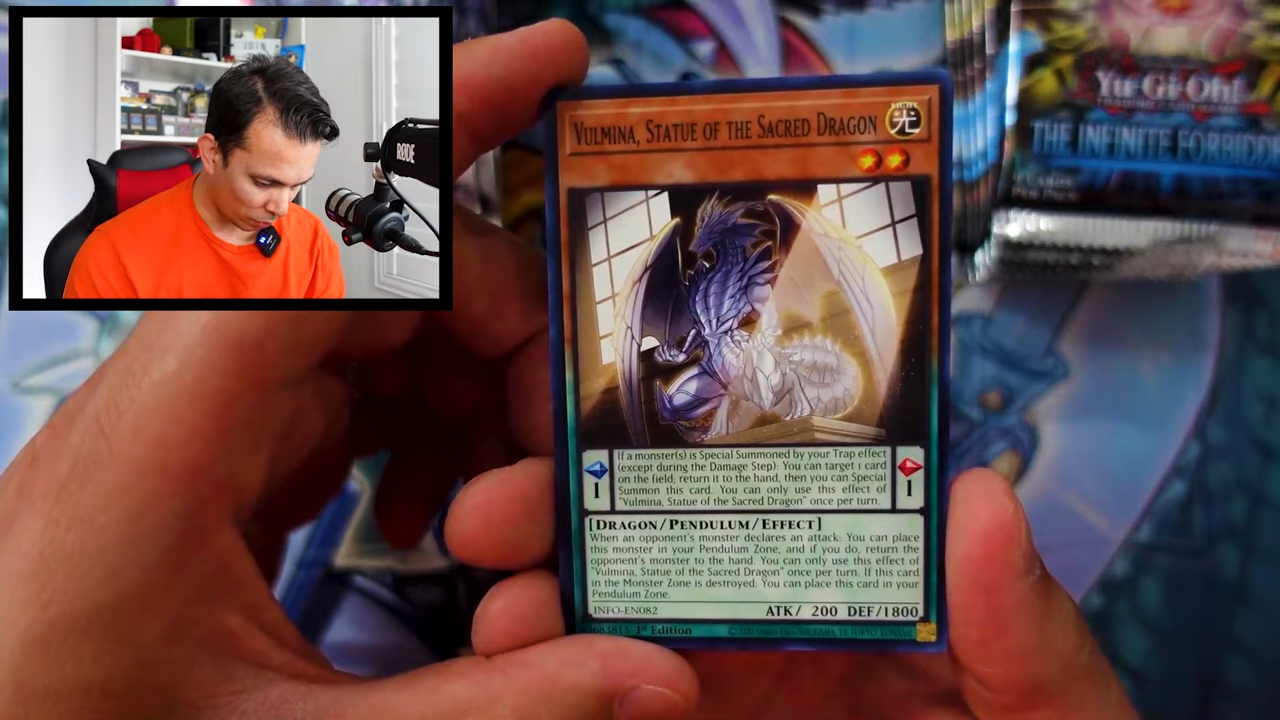 JOIN
RØDE
Yu-Gi-Oh!
TRADING CARD GAME
THE INFINITE FORBIDDE
VULMINA, STATUE OF THE SACRED DRAGON
LIGHT
光
If a monster(s) is Special Summoned by your Trap effect
(except during the Damage Step): You can target 1 card
on the field; return it to the hand, then you can Special
Summon this card. You can only use this effect of
"Vulmina, Statue of the Sacred Dragon" once per turn.
1
1
[DRAGON/PENDULUM/EFFECT]
When an opponent's monster declares an attack: You can place
this monster in your Pendulum Zone, and if you do, return the
opponent's monster to the hand. You can only use this effect of
"Vulmina, Statue of the Sacred Dragon" once per turn. If this card
in the Monster Zone is destroyed: You can place this card in your
Pendulum Zone.
INFO-EN082
ATK/ 200 DEF/1800
1st Edition